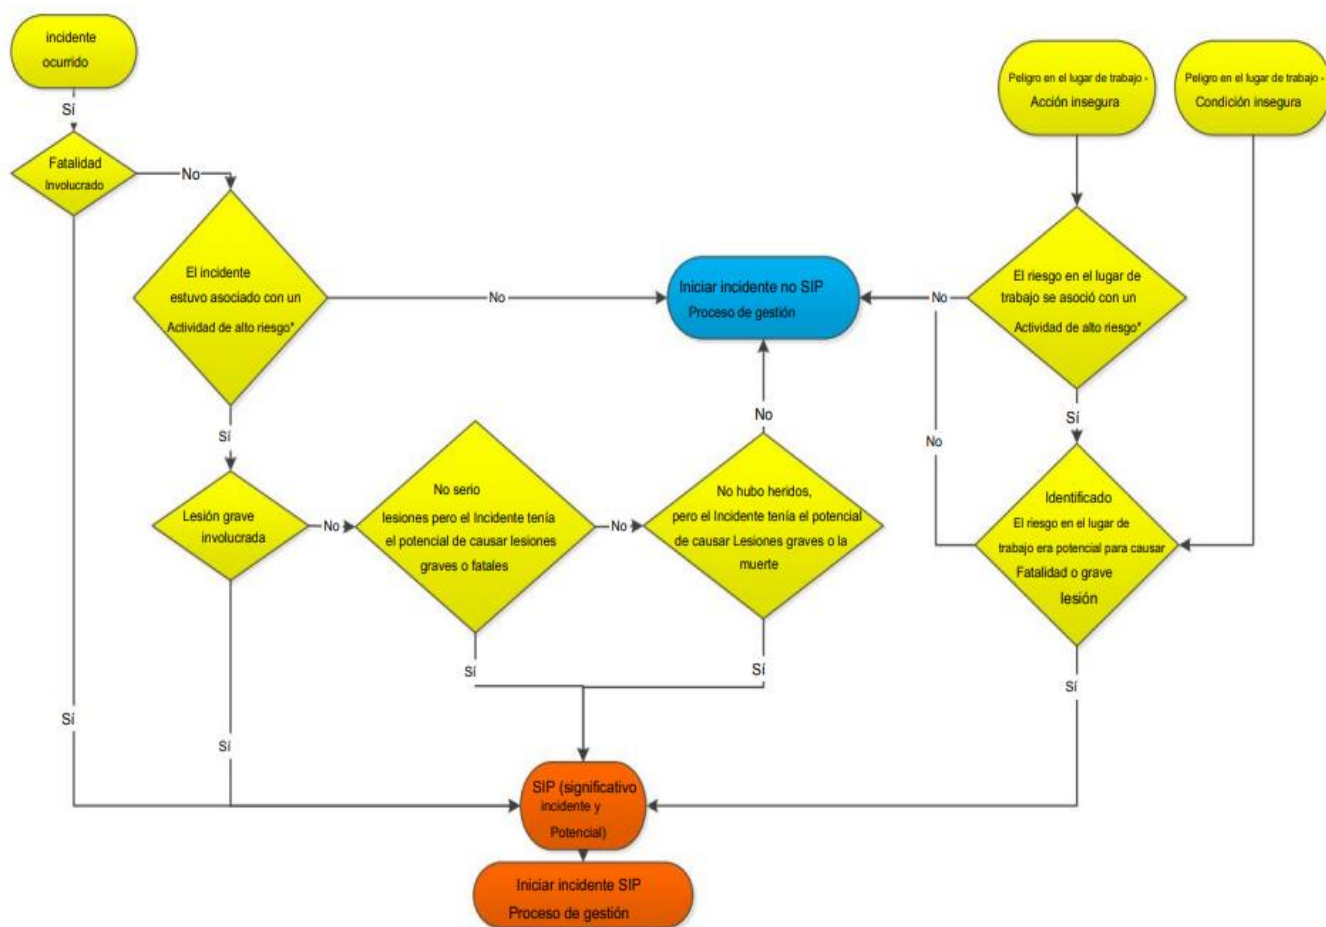 incidente
ocurrido
Sí
Fatalidad
Involucrado
No
El incidente
estuvo asociado con un
Actividad de alto riesgo*
No
Sí
Lesión grave
involucrada
No
No serio
lesiones pero el Incidente tenía
el potencial de causar lesiones
graves o fatales
No
No hubo heridos,
pero el Incidente tenía el potencial
de causar Lesiones graves o la
muerte
No
Iniciar incidente no SIP
Proceso de gestión
Peligro en el lugar de trabajo -
Acción insegura
Peligro en el lugar de trabajo -
Condición insegura
El riesgo en el lugar de
trabajo se asoció con un
Actividad de alto riesgo*
No
Sí
Identificado
El riesgo en el lugar de
trabajo era potencial para causar
Fatalidad o grave
lesión
No
Sí
Sí
Sí
Sí
Sí
SIP (significativo
incidente y
Potencial)
Iniciar incidente SIP
Proceso de gestión